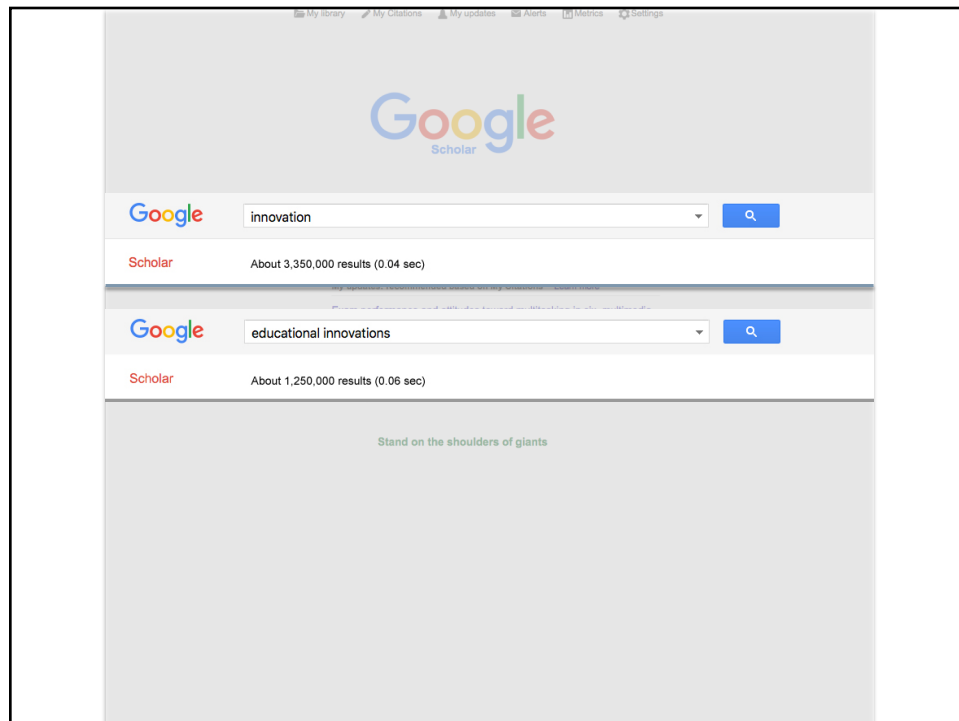 My library My Citations My updates Alerts Metrics Settings
Google
Scholar
Google innovation
Scholar About 3,350,000 results (0.04 sec)
Google educational innovations
Scholar About 1,250,000 results (0.06 sec)
Stand on the shoulders of giants